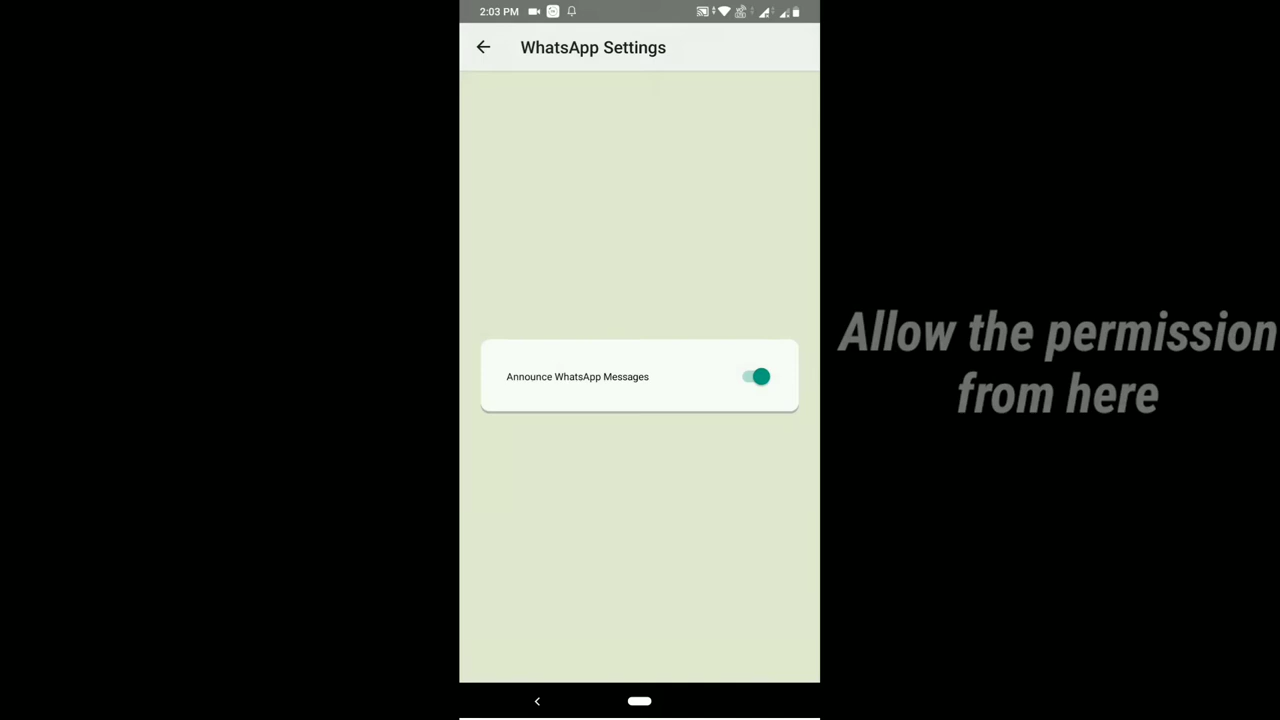 2:03 PM
WhatsApp Settings
Announce WhatsApp Messages
Allow the permission
from here